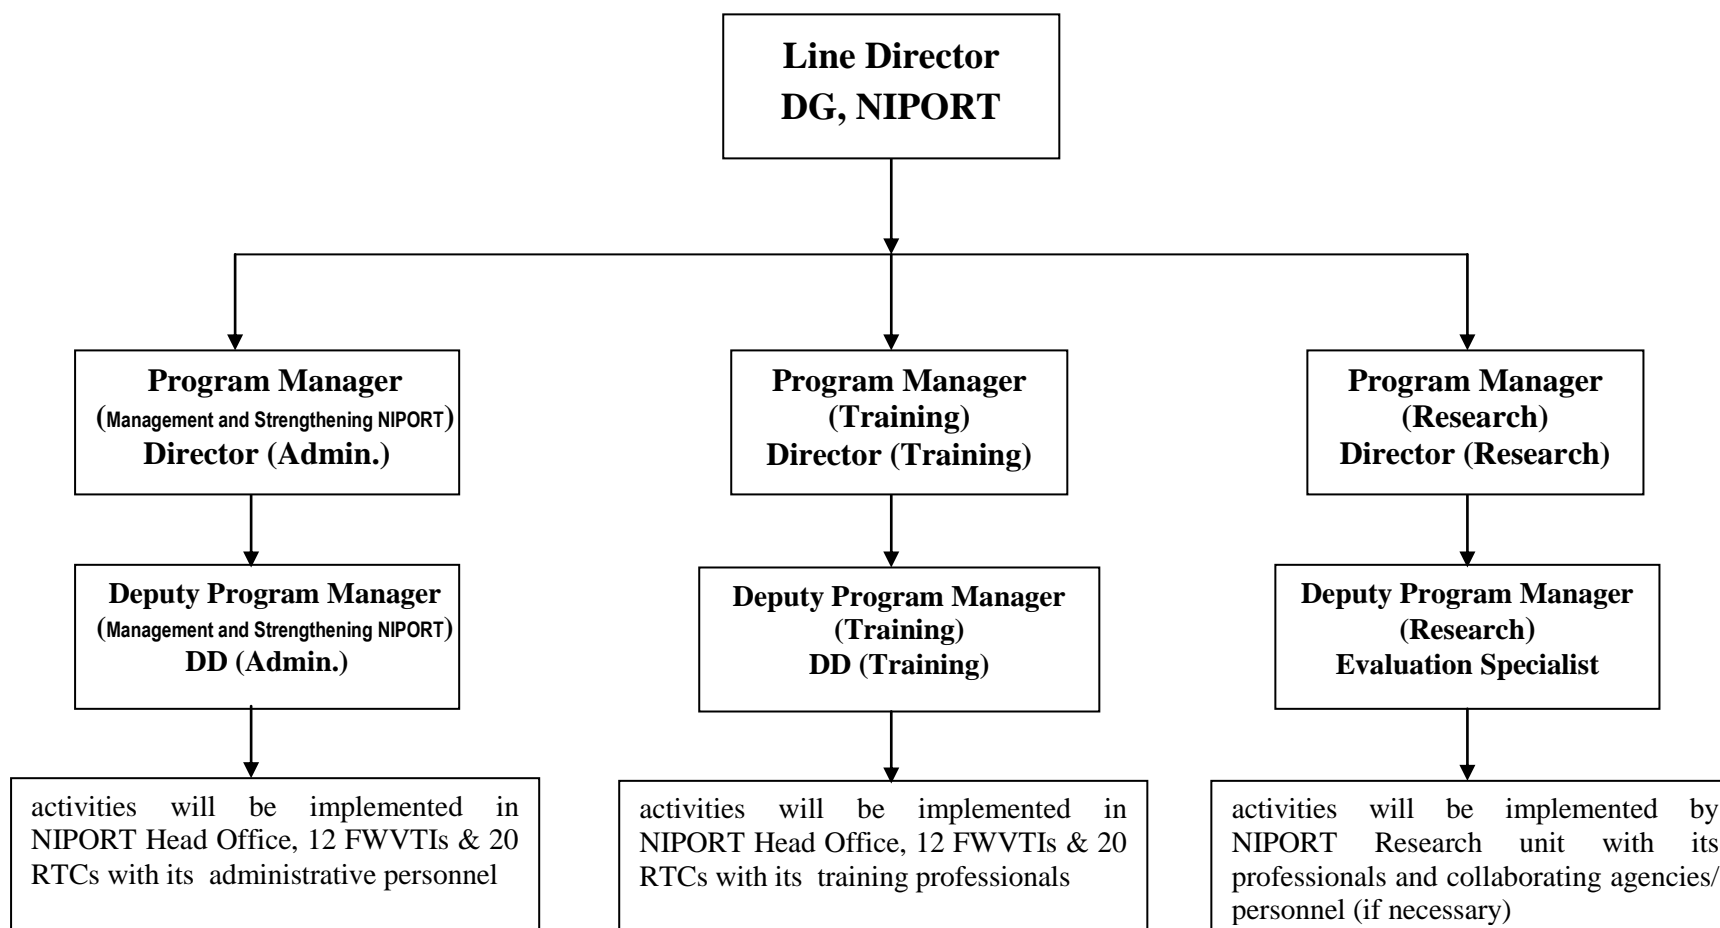 Line Director
DG, NIPORT
Program Manager
(Management and Strengthening NIPORT)
Director (Admin.)
Program Manager
(Training)
Director (Training)
Program Manager
(Research)
Director (Research)
Deputy Program Manager
(Management and Strengthening NIPORT)
DD (Admin.)
Deputy Program Manager
(Training)
DD (Training)
Deputy Program Manager
(Research)
Evaluation Specialist
activities will be implemented in
NIPORT Head Office, 12 FWVTIs & 20
RTCs with its administrative personnel
activities will be implemented in
NIPORT Head Office, 12 FWVTIs & 20
RTCs with its training professionals
activities will be implemented by
NIPORT Research unit with its
professionals and collaborating agencies/
personnel (if necessary)